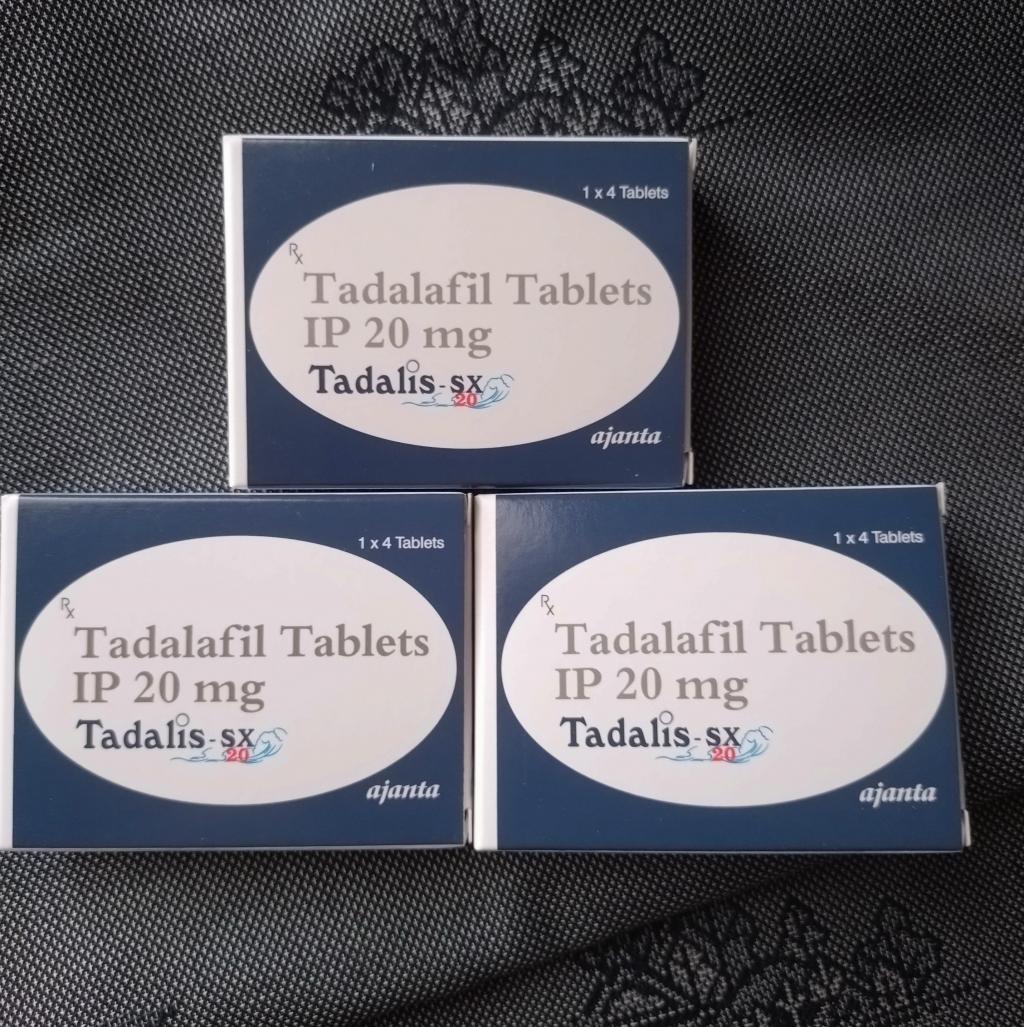 1 x 4 Tablets
Rx
Tadalafil Tablets
IP 20 mg
Tadalis-sx
20
ajanta
1 x 4 Tablets
Rx
Tadalafil Tablets
IP 20 mg
Tadalis-sx
20
ajanta
1 x 4 Tablets
Rx
Tadalafil Tablets
IP 20 mg
Tadalis-sx
20
ajanta